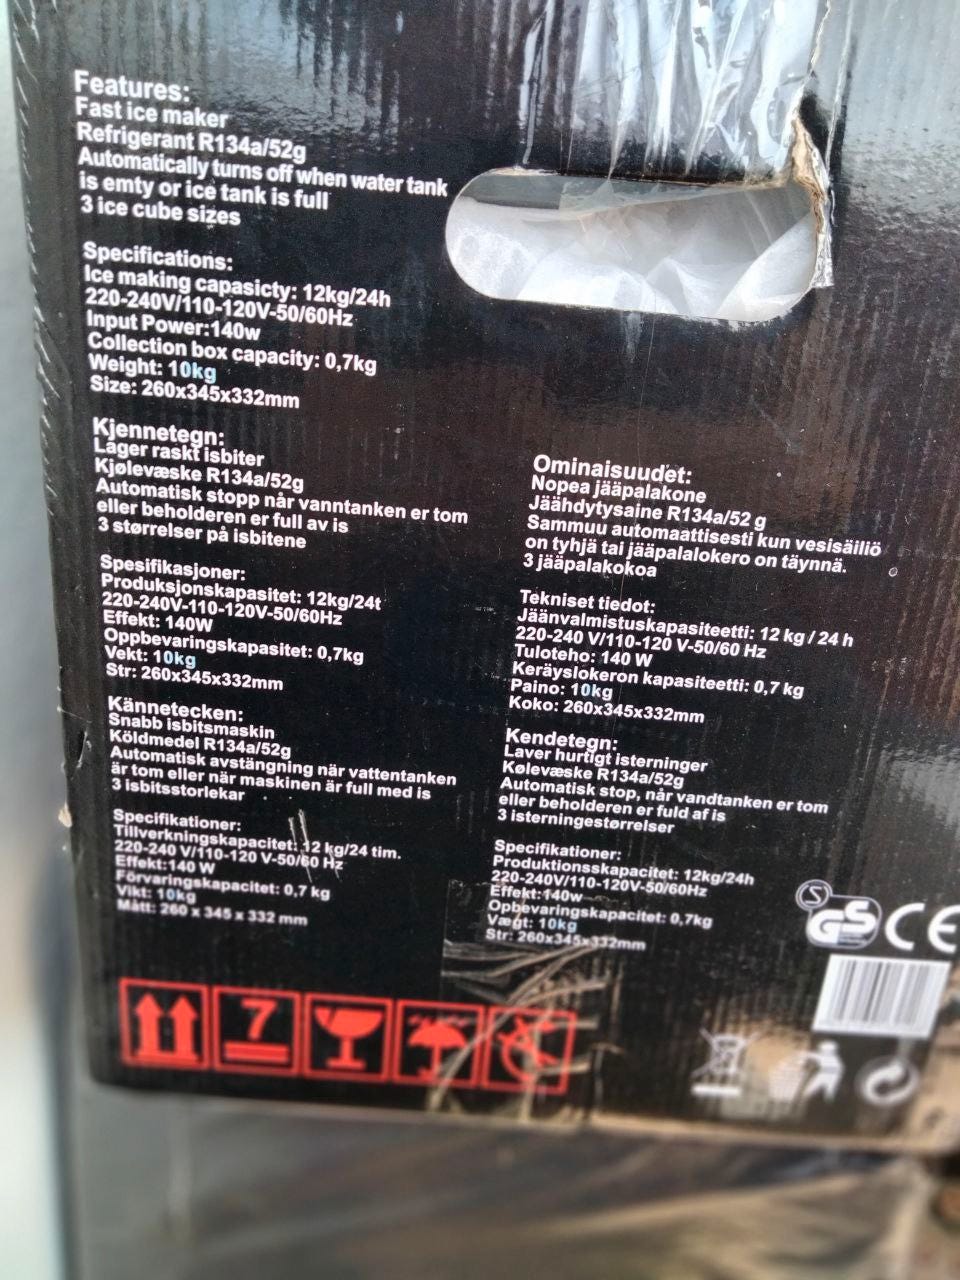 Features:
Fast ice maker
Refrigerant R134a/52g
Automatically turns off when water tank
is emty or ice tank is full
3 ice cube sizes
Specifications:
Ice making capasicty: 12kg/24h
220-240V/110-120V-50/60Hz
Input Power:140w
Collection box capacity: 0,7kg
Weight: 10kg
Size: 260x345x332mm
Kjennetegn:
Lager raskt isbiter
Kjølevæske R134a/52g
Automatisk stopp når vanntanken er tom
eller beholderen er full av is
3 størrelser på isbitene
Spesifikasjoner:
Produksjonskapasitet: 12kg/24t
220-240V-110-120V-50/60Hz
Effekt: 140W
Oppbevaringskapasitet: 0,7kg
Vekt: 10kg
Str: 260x345x332mm
Kännetecken:
Snabb isbitsmaskin
Köldmedel R134a/52g
Automatisk avstängning när vattentanken
är tom eller när maskinen är full med is
3 isbitsstorlekar
Specifikationer:
Tillverkningskapacitet: 12 kg/24 tim.
220-240 V/110-120 V-50/60 Hz
Effekt:140 W
Förvaringskapacitet: 0,7 kg
Vikt: 10kg
Mått: 260 x 345 x 332 mm
Ominaisuudet:
Nopea jääpalakone
Jäähdytysaine R134a/52 g
Sammuu automaattisesti kun vesisäiliö
on tyhjä tai jääpalalokero on täynnä.
3 jääpalakokoa
Tekniset tiedot:
Jäänvalmistuskapasiteetti: 12 kg / 24 h
220-240 V/110-120 V-50/60 Hz
Tuloteho: 140 W
Keräyslokeron kapasiteetti: 0,7 kg
Paino: 10kg
Koko: 260x345x332mm
Kendetegn:
Laver hurtigt isterninger
Kølevæske R134a/52g
Automatisk stop, når vandtanken er tom
eller beholderen er fuld af is
3 isterningestørrelser
Specifikationer:
Produktionsskapacitet: 12kg/24h
220-240V/110-120V-50/60Hz
Effekt:140w
Opbevaringskapacitet: 0,7kg
Vægt: 10kg
Str: 260x345x332mm
S
GS CE
7